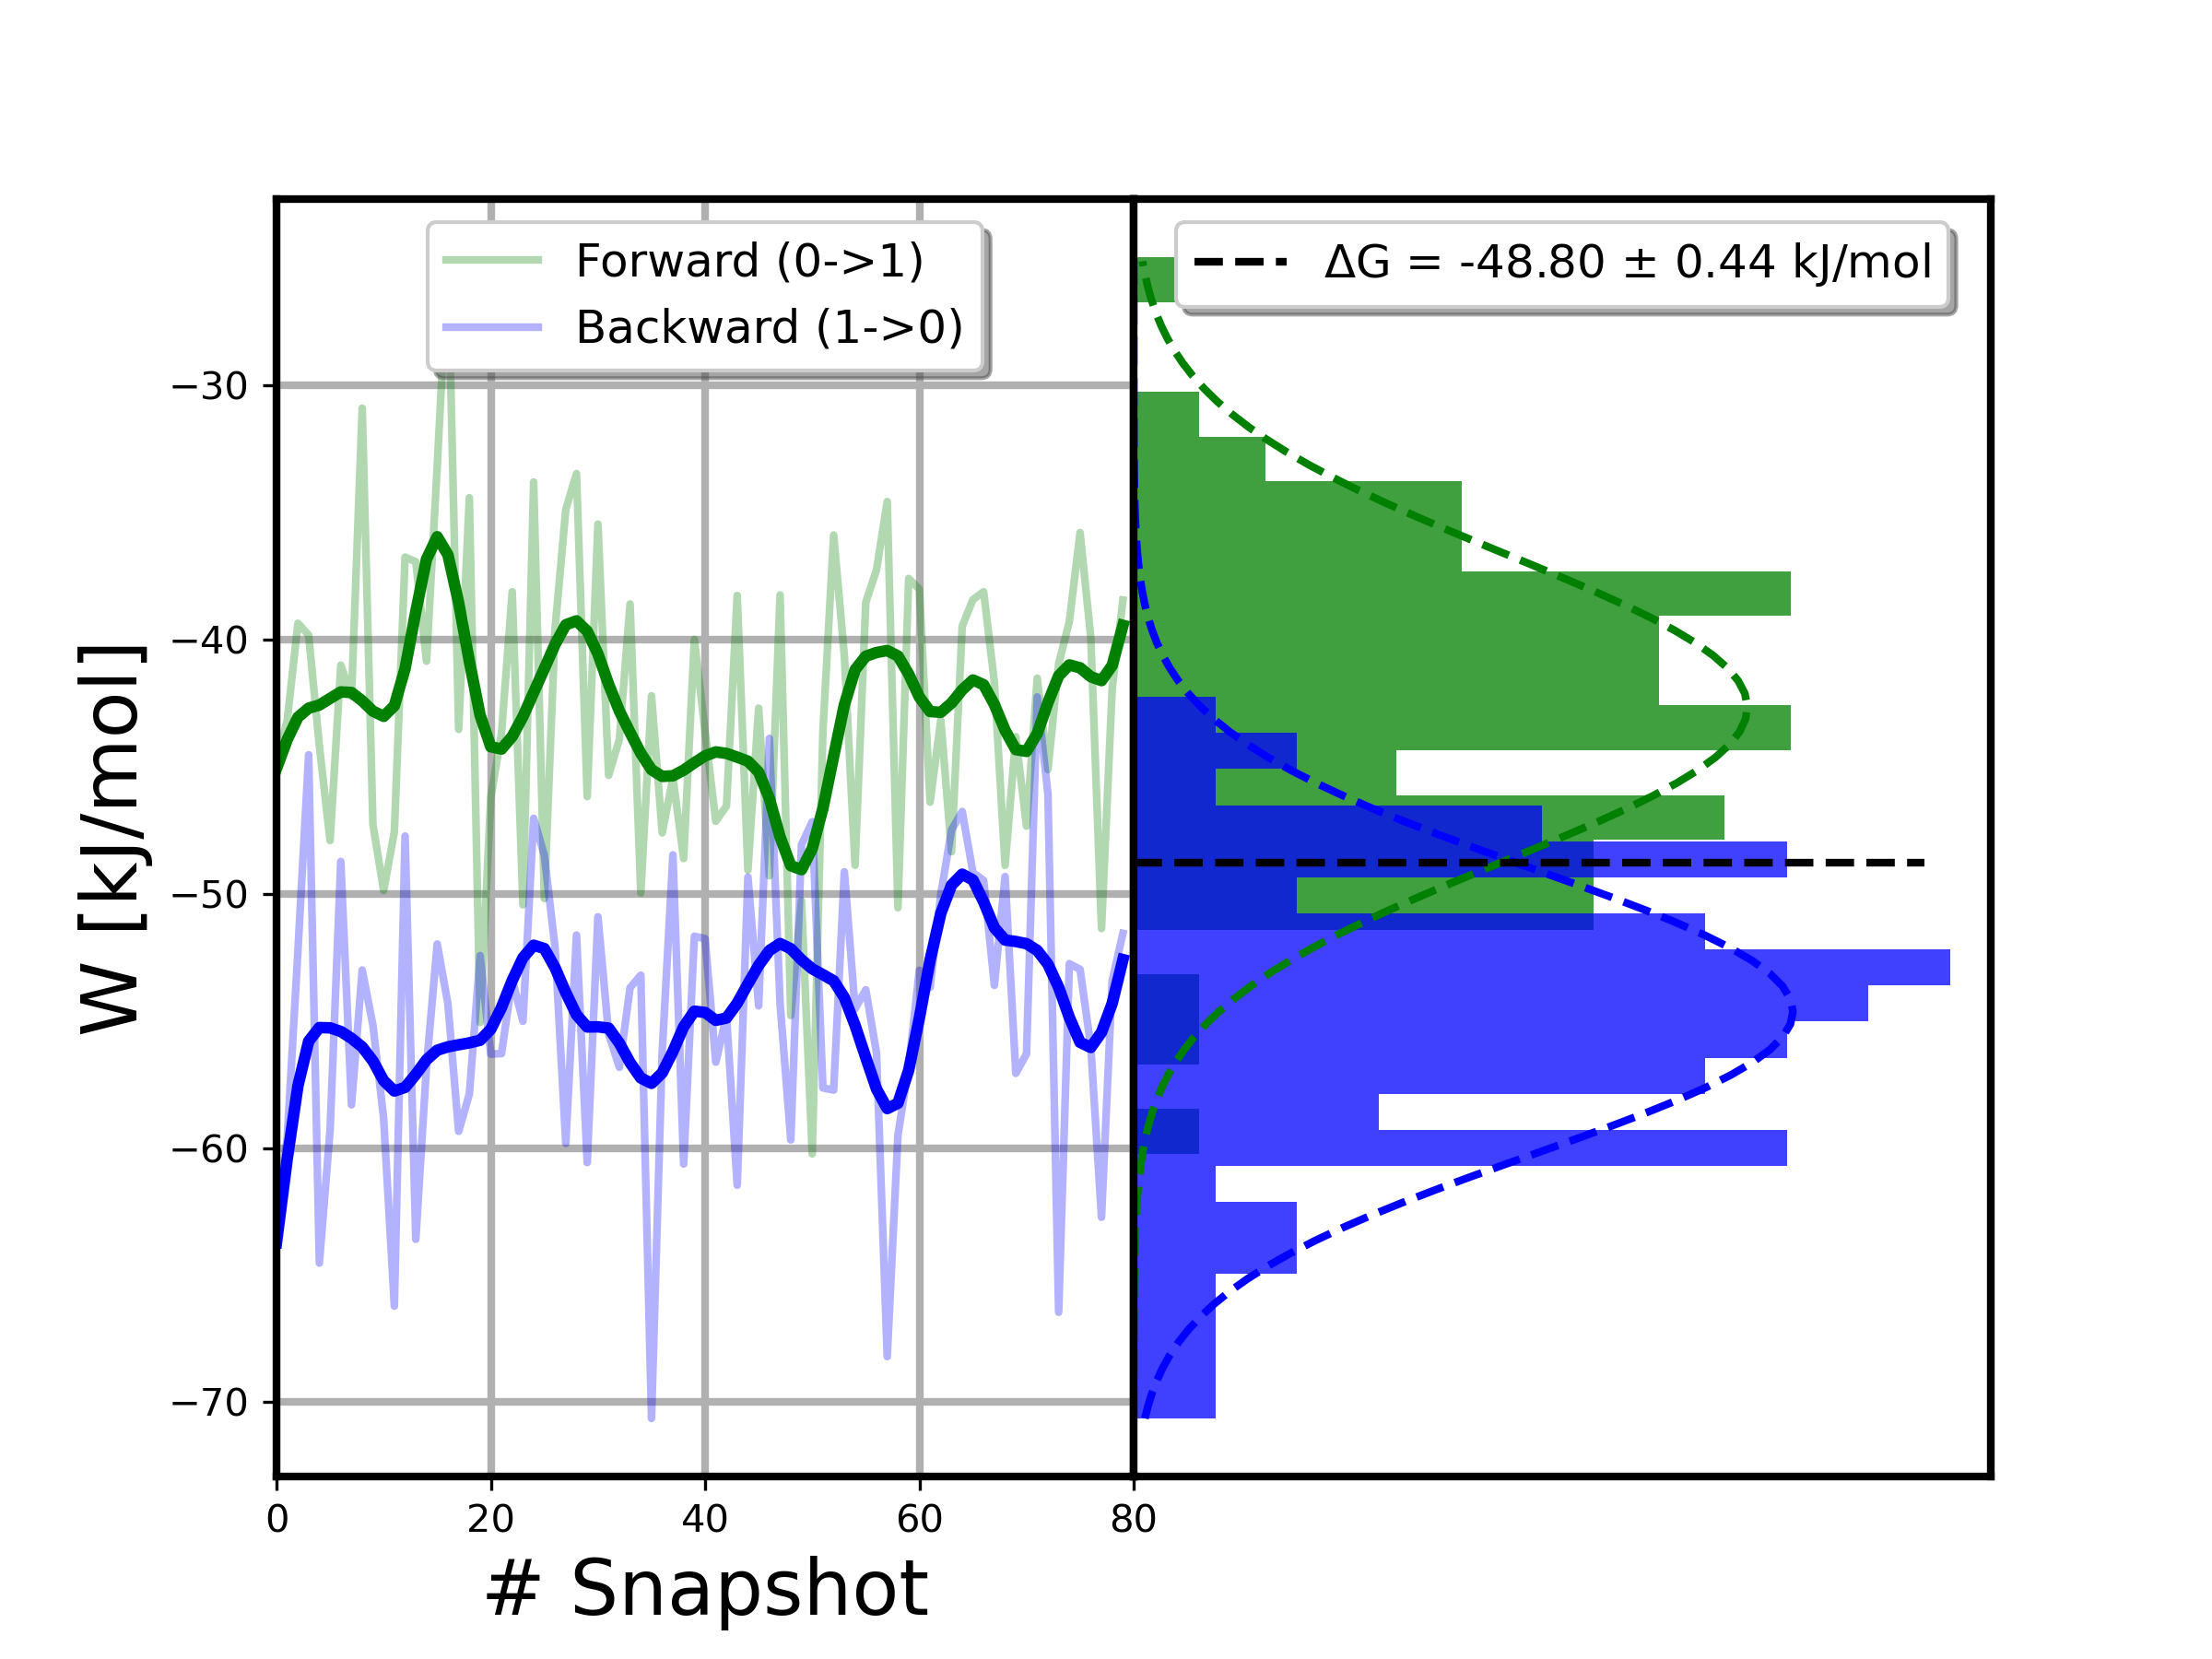 Forward (0->1)
Backward (1->0)
ΔG = -48.80 ± 0.44 kJ/mol
−30
−40
−50
−60
−70
W [kJ/mol]
0 20 40 60 80
# Snapshot